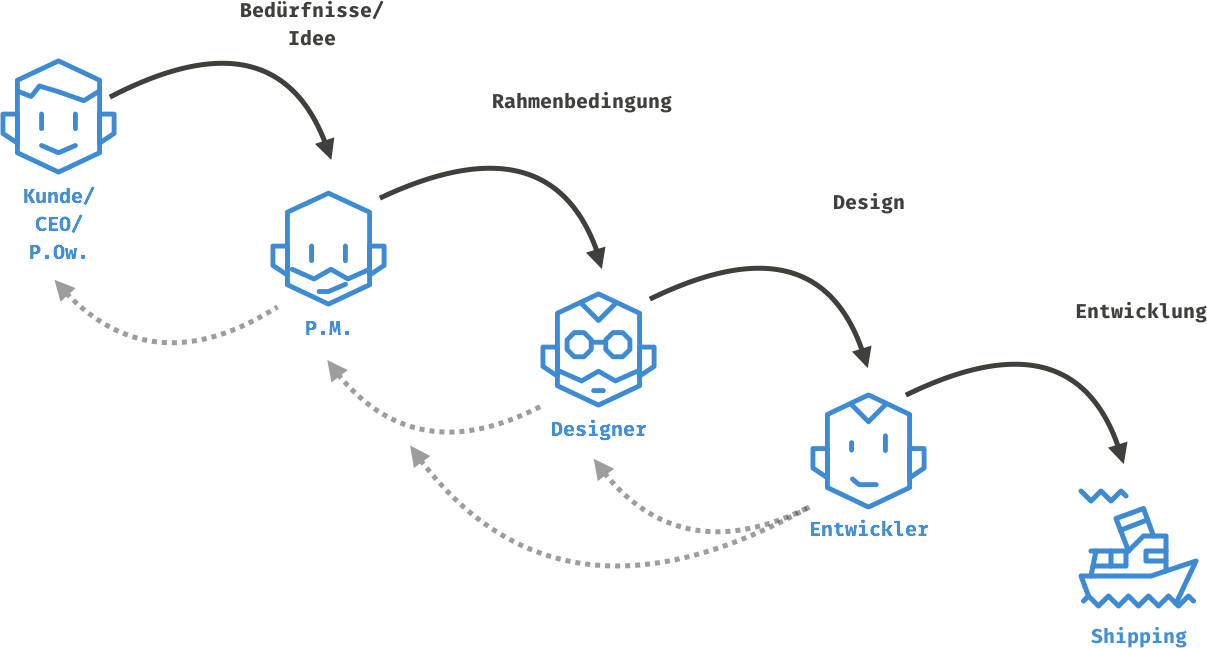 Bedürfnisse/
Idee
Rahmenbedingung
Kunde/
CEO/
P.Ow.
Design
Entwicklung
P.M.
Designer
Entwickler
Shipping